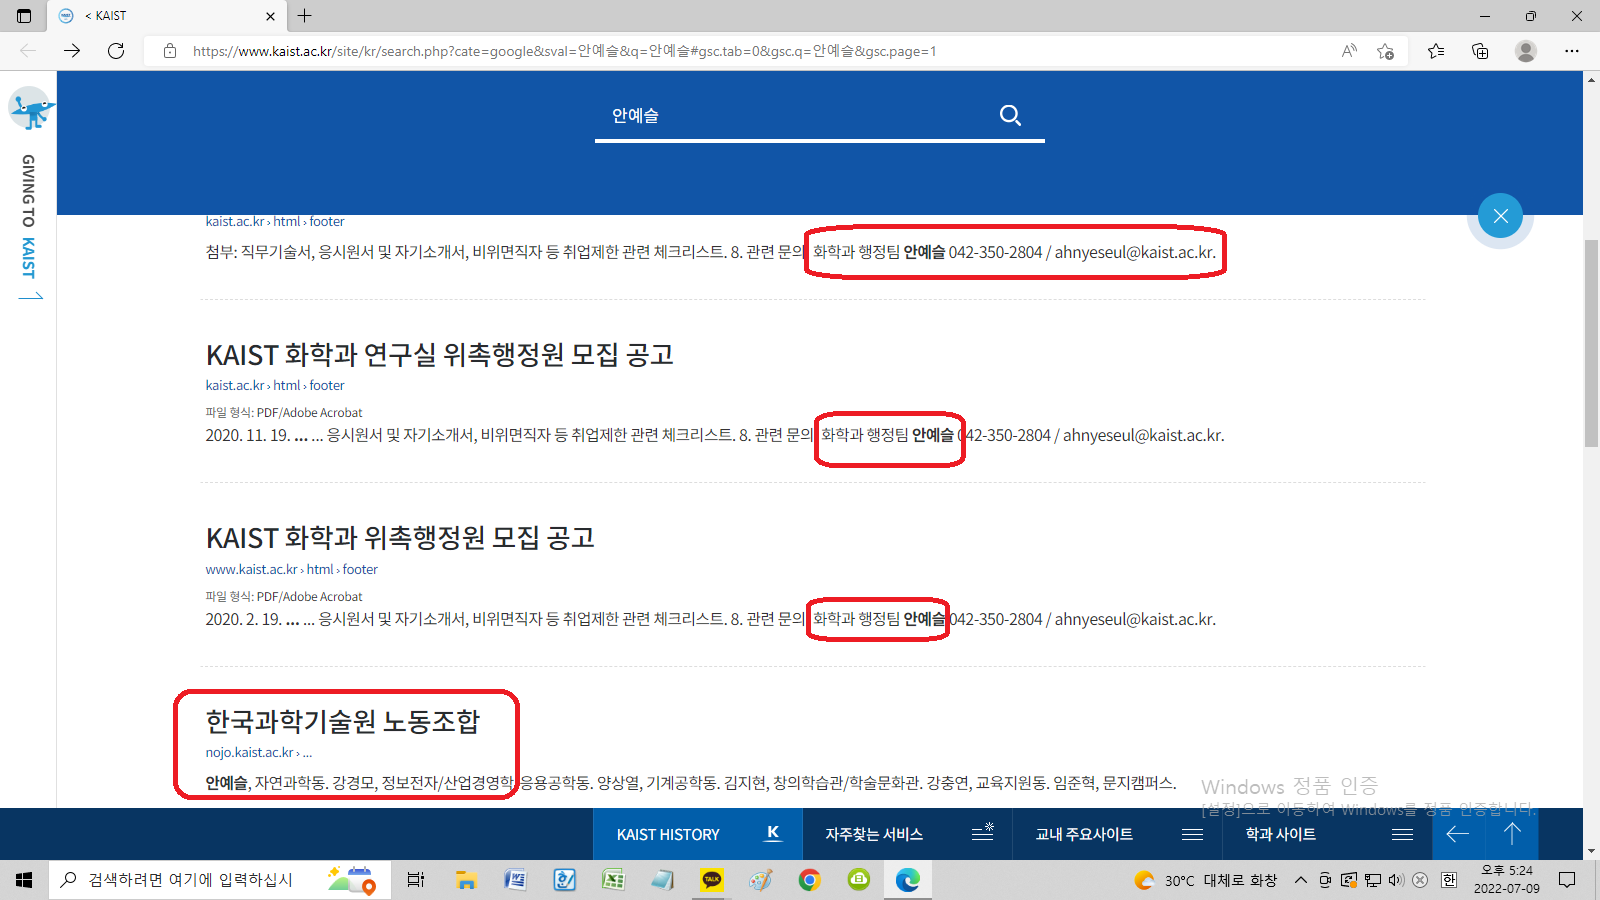 < KAIST
https://www.kaist.ac.kr/site/kr/search.php?cate=google&sval=안예슬&q=안예슬#gsc.tab=0&gsc.q=안예슬&gsc.page=1
GIVING TO KAIST
안예슬
kaist.ac.kr › html › footer
첨부: 직무기술서, 응시원서 및 자기소개서, 비위면직자 등 취업제한 관련 체크리스트. 8. 관련 문의 화학과 행정팀 안예슬 042-350-2804 / ahnyeseul@kaist.ac.kr.
KAIST 화학과 연구실 위촉행정원 모집 공고
kaist.ac.kr › html › footer
파일 형식: PDF/Adobe Acrobat
2020. 11. 19. ... ... 응시원서 및 자기소개서, 비위면직자 등 취업제한 관련 체크리스트. 8. 관련 문의 화학과 행정팀 안예슬 042-350-2804 / ahnyeseul@kaist.ac.kr.
KAIST 화학과 위촉행정원 모집 공고
www.kaist.ac.kr › html › footer
파일 형식: PDF/Adobe Acrobat
2020. 2. 19. ... ... 응시원서 및 자기소개서, 비위면직자 등 취업제한 관련 체크리스트. 8. 관련 문의 화학과 행정팀 안예슬 042-350-2804 / ahnyeseul@kaist.ac.kr.
한국과학기술원 노동조합
nojo.kaist.ac.kr › ...
안예슬, 자연과학동. 강경모, 정보전자/산업경영학 응용공학동. 양상열, 기계공학동. 김지현, 창의학습관/학술문화관. 강충연, 교육지원동. 임준혁, 문지캠퍼스.
Windows 정품 인증
[설정]으로 이동하여 Windows를 정품 인증합니다.
KAIST HISTORY K 자주찾는 서비스 교내 주요사이트 학과 사이트
검색하려면 여기에 입력하십시
TALK
30°C 대체로 화창
한
오후 5:24
2022-07-09